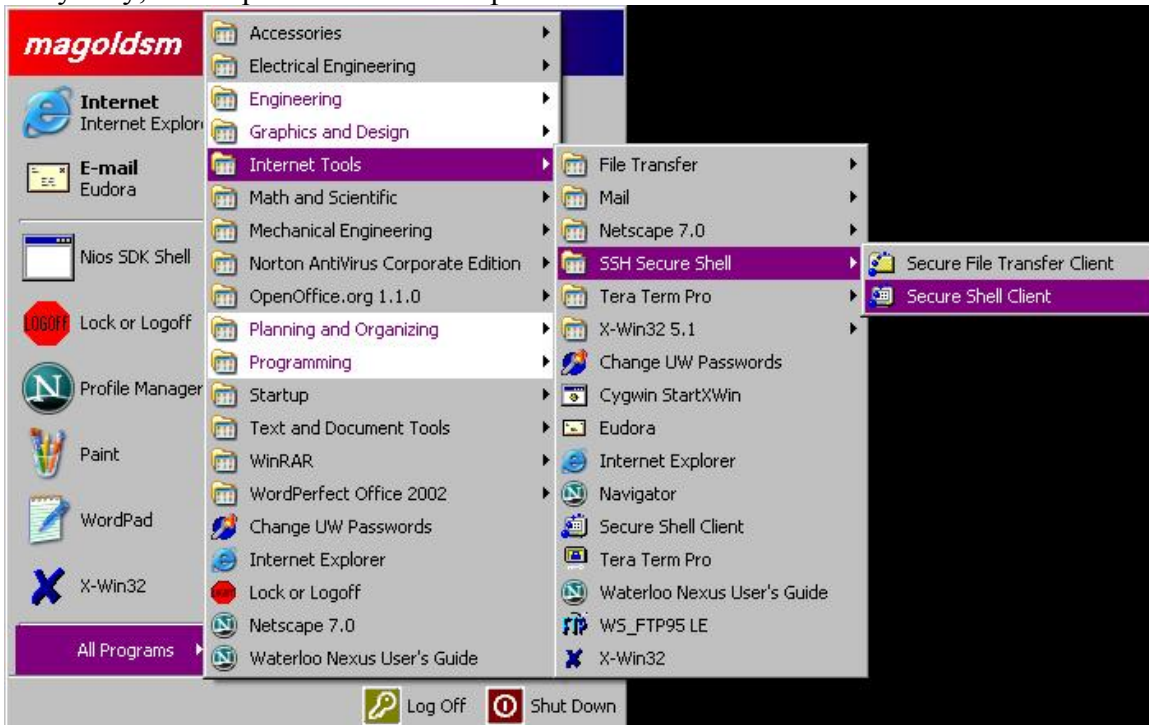 magoldsm
Internet
Internet Explor
E-mail
Eudora
Nios SDK Shell
LOGOFF
Lock or Logoff
N
Profile Manager
Paint
WordPad
X-Win32
All Programs
Accessories
Electrical Engineering
Engineering
Graphics and Design
Internet Tools
Math and Scientific
Mechanical Engineering
Norton AntiVirus Corporate Edition
OpenOffice.org 1.1.0
Planning and Organizing
Programming
Startup
Text and Document Tools
WinRAR
WordPerfect Office 2002
Change UW Passwords
Internet Explorer
Lock or Logoff
Netscape 7.0
Waterloo Nexus User's Guide
File Transfer
Mail
Netscape 7.0
SSH Secure Shell
Tera Term Pro
X-Win32 5.1
Change UW Passwords
Cygwin StartXWin
Eudora
Internet Explorer
Navigator
Secure Shell Client
Tera Term Pro
Waterloo Nexus User's Guide
WS_FTP95 LE
X-Win32
Secure File Transfer Client
Secure Shell Client
Log Off
Shut Down